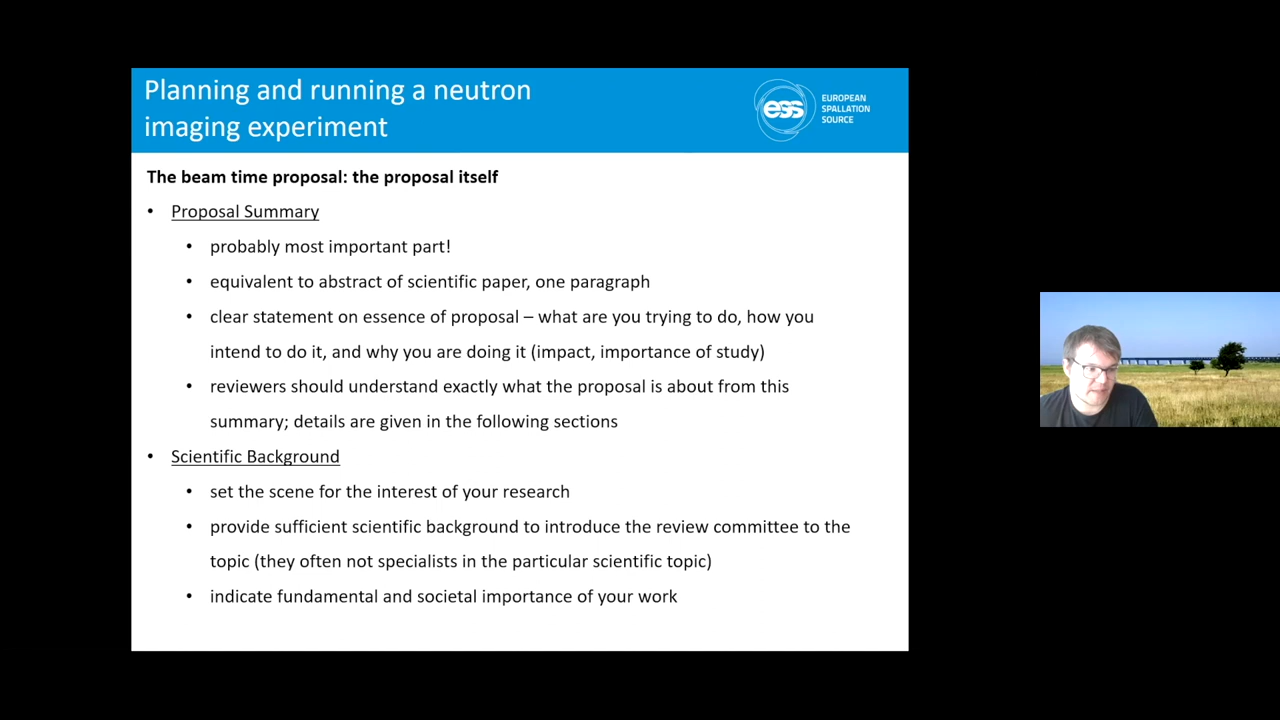 Planning and running a neutron
imaging experiment
ess
EUROPEAN
SPALLATION
SOURCE
The beam time proposal: the proposal itself
• Proposal Summary
• probably most important part!
• equivalent to abstract of scientific paper, one paragraph
• clear statement on essence of proposal – what are you trying to do, how you
intend to do it, and why you are doing it (impact, importance of study)
• reviewers should understand exactly what the proposal is about from this
summary; details are given in the following sections
• Scientific Background
• set the scene for the interest of your research
• provide sufficient scientific background to introduce the review committee to the
topic (they often not specialists in the particular scientific topic)
• indicate fundamental and societal importance of your work